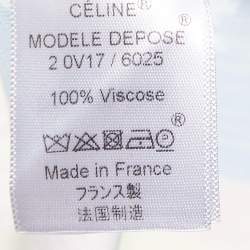 CÉLINE®
MODELE DEPOSE
2 0V17 / 6025
®
100% Viscose
®
Made in France
フランス製
法国制造